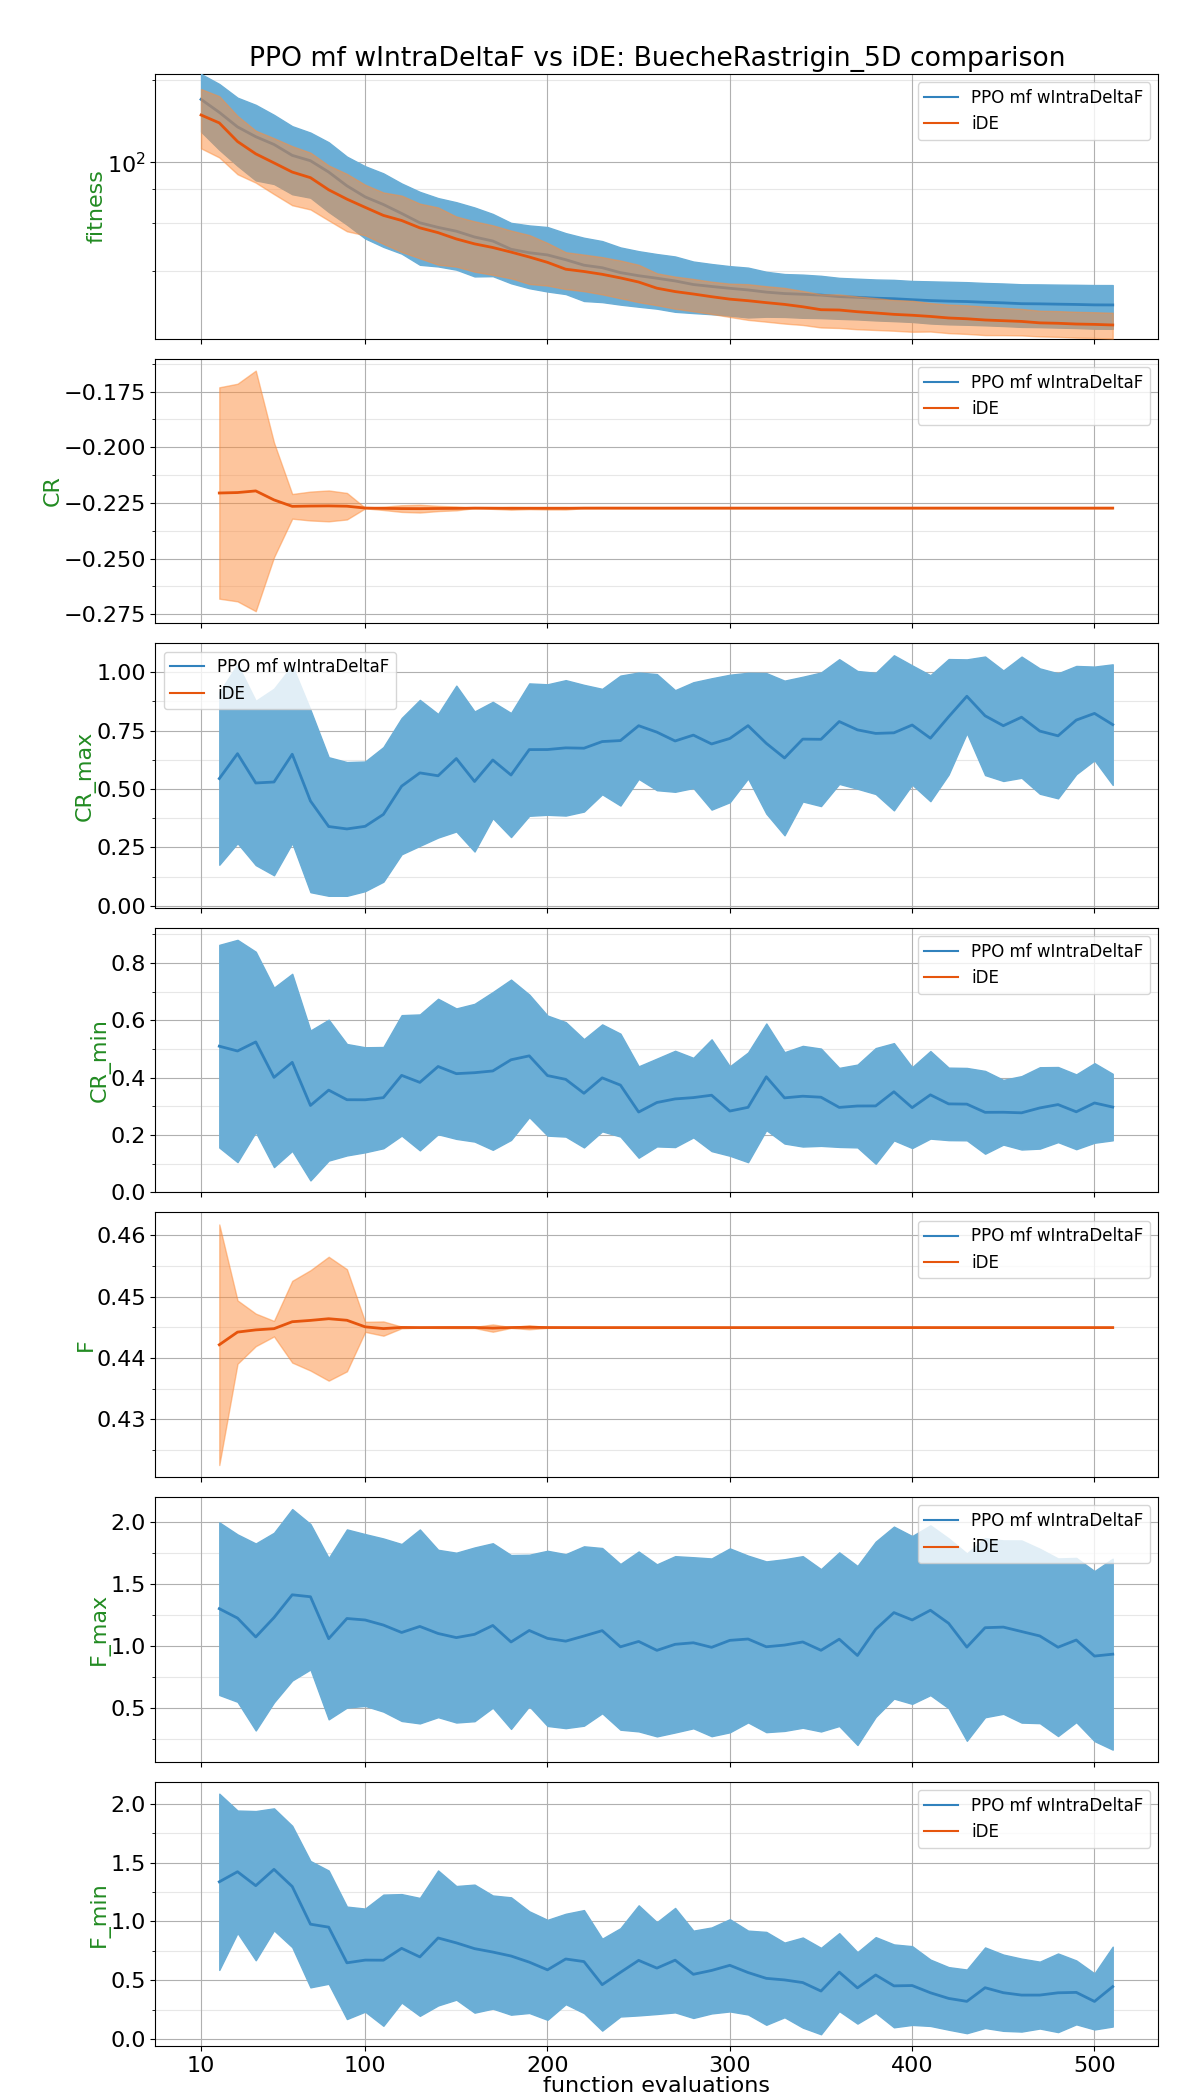 PPO mf wIntraDeltaF vs iDE: BuecheRastrigin_5D comparison
fitness
10²
PPO mf wIntraDeltaF
iDE
CR
−0.175
−0.200
−0.225
−0.250
−0.275
PPO mf wIntraDeltaF
iDE
CR_max
1.00
0.75
0.50
0.25
0.00
PPO mf wIntraDeltaF
iDE
CR_min
0.8
0.6
0.4
0.2
0.0
PPO mf wIntraDeltaF
iDE
F
0.46
0.45
0.44
0.43
PPO mf wIntraDeltaF
iDE
F_max
2.0
1.5
1.0
0.5
PPO mf wIntraDeltaF
iDE
F_min
2.0
1.5
1.0
0.5
0.0
PPO mf wIntraDeltaF
iDE
10 100 200 300 400 500
function evaluations